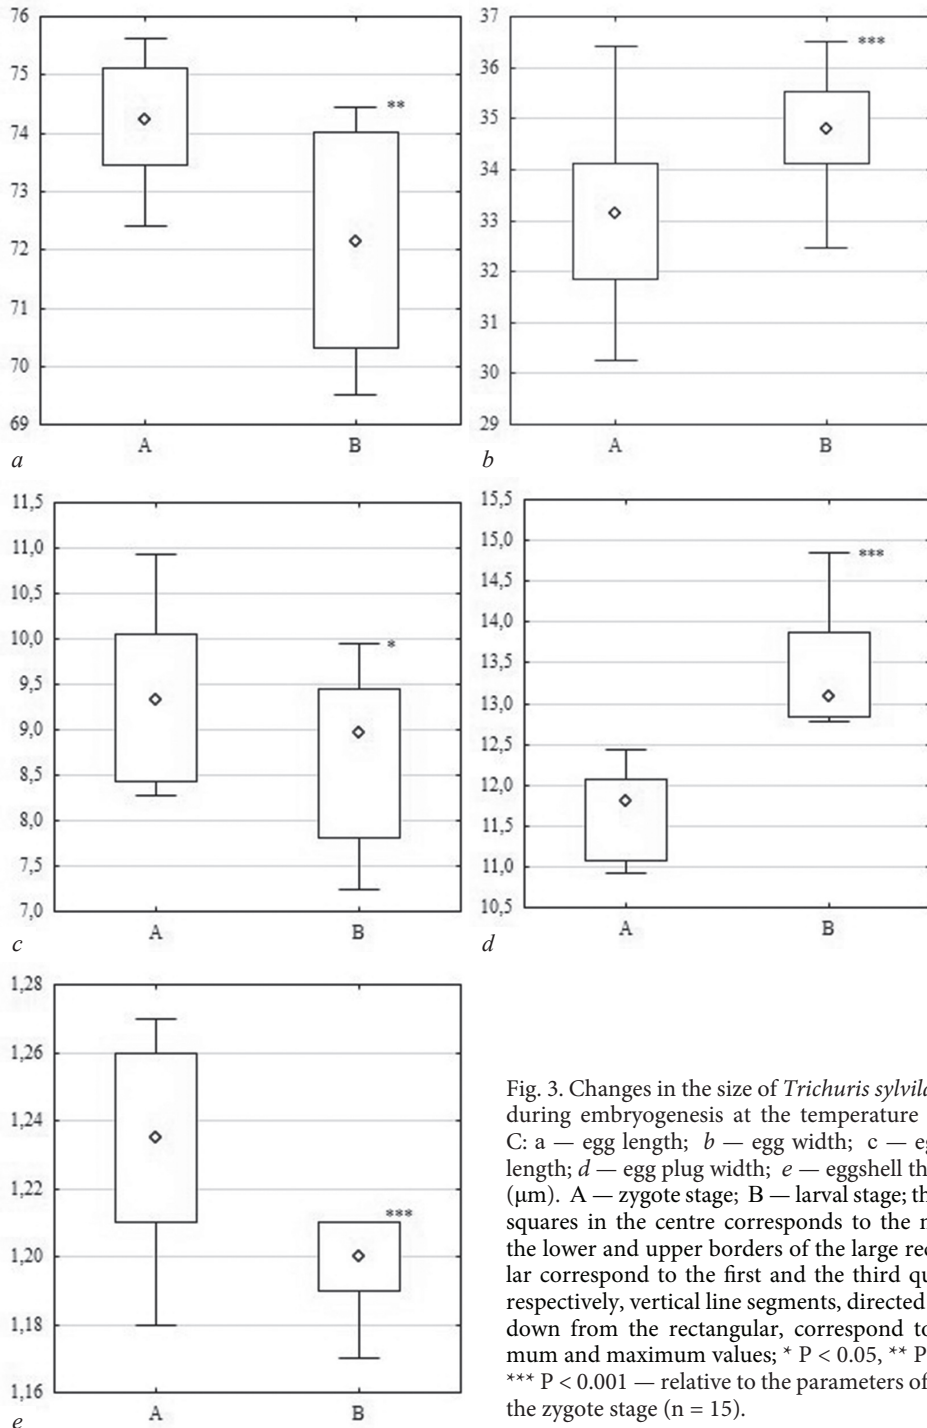 76
75
74
73
72
71
70
69
**
A B
a
37
36
35
34
33
32
31
30
29
***
A B
b
11,5
11,0
10,5
10,0
9,5
9,0
8,5
8,0
7,5
7,0
*
A B
c
15,5
15,0
14,5
14,0
13,5
13,0
12,5
12,0
11,5
11,0
10,5
***
A B
d
1,28
1,26
1,24
1,22
1,20
1,18
1,16
***
A B
e
Fig. 3. Changes in the size of Trichuris sylvila
during embryogenesis at the temperature
C: a — egg length; b — egg width; c — eg
length; d — egg plug width; e — eggshell th
(µm). A — zygote stage; B — larval stage; th
squares in the centre corresponds to the m
the lower and upper borders of the large rec
lar correspond to the first and the third qu
respectively, vertical line segments, directed
down from the rectangular, correspond to
mum and maximum values; * P < 0.05, ** P
*** P < 0.001 — relative to the parameters of
the zygote stage (n = 15).